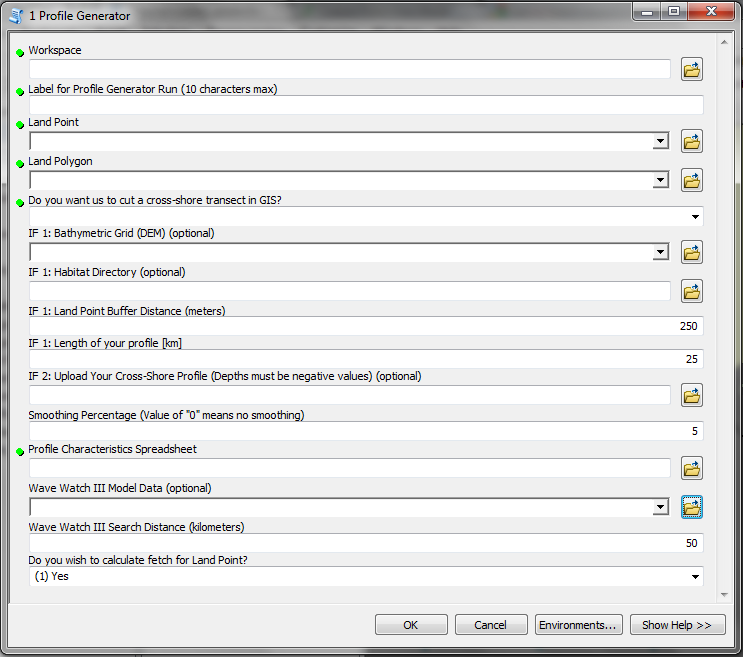 1 Profile Generator
Workspace
Label for Profile Generator Run (10 characters max)
Land Point
Land Polygon
Do you want us to cut a cross-shore transect in GIS?
IF 1: Bathymetric Grid (DEM) (optional)
IF 1: Habitat Directory (optional)
IF 1: Land Point Buffer Distance (meters)
250
IF 1: Length of your profile [km]
25
IF 2: Upload Your Cross-Shore Profile (Depths must be negative values) (optional)
Smoothing Percentage (Value of "0" means no smoothing)
5
Profile Characteristics Spreadsheet
Wave Watch III Model Data (optional)
Wave Watch III Search Distance (kilometers)
50
Do you wish to calculate fetch for Land Point?
(1) Yes
OK Cancel Environments... Show Help >>